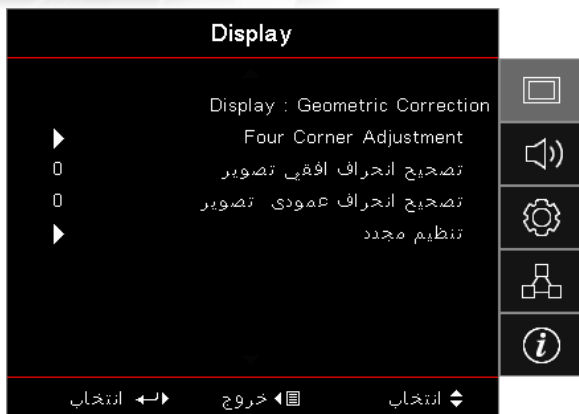 Display
Display : Geometric Correction
Four Corner Adjustment
تصحیح انحراف افقی تصویر 0
تصحیح انحراف عمودی تصویر 0
تنظیم مجدد
انتخاب خروج انتخاب